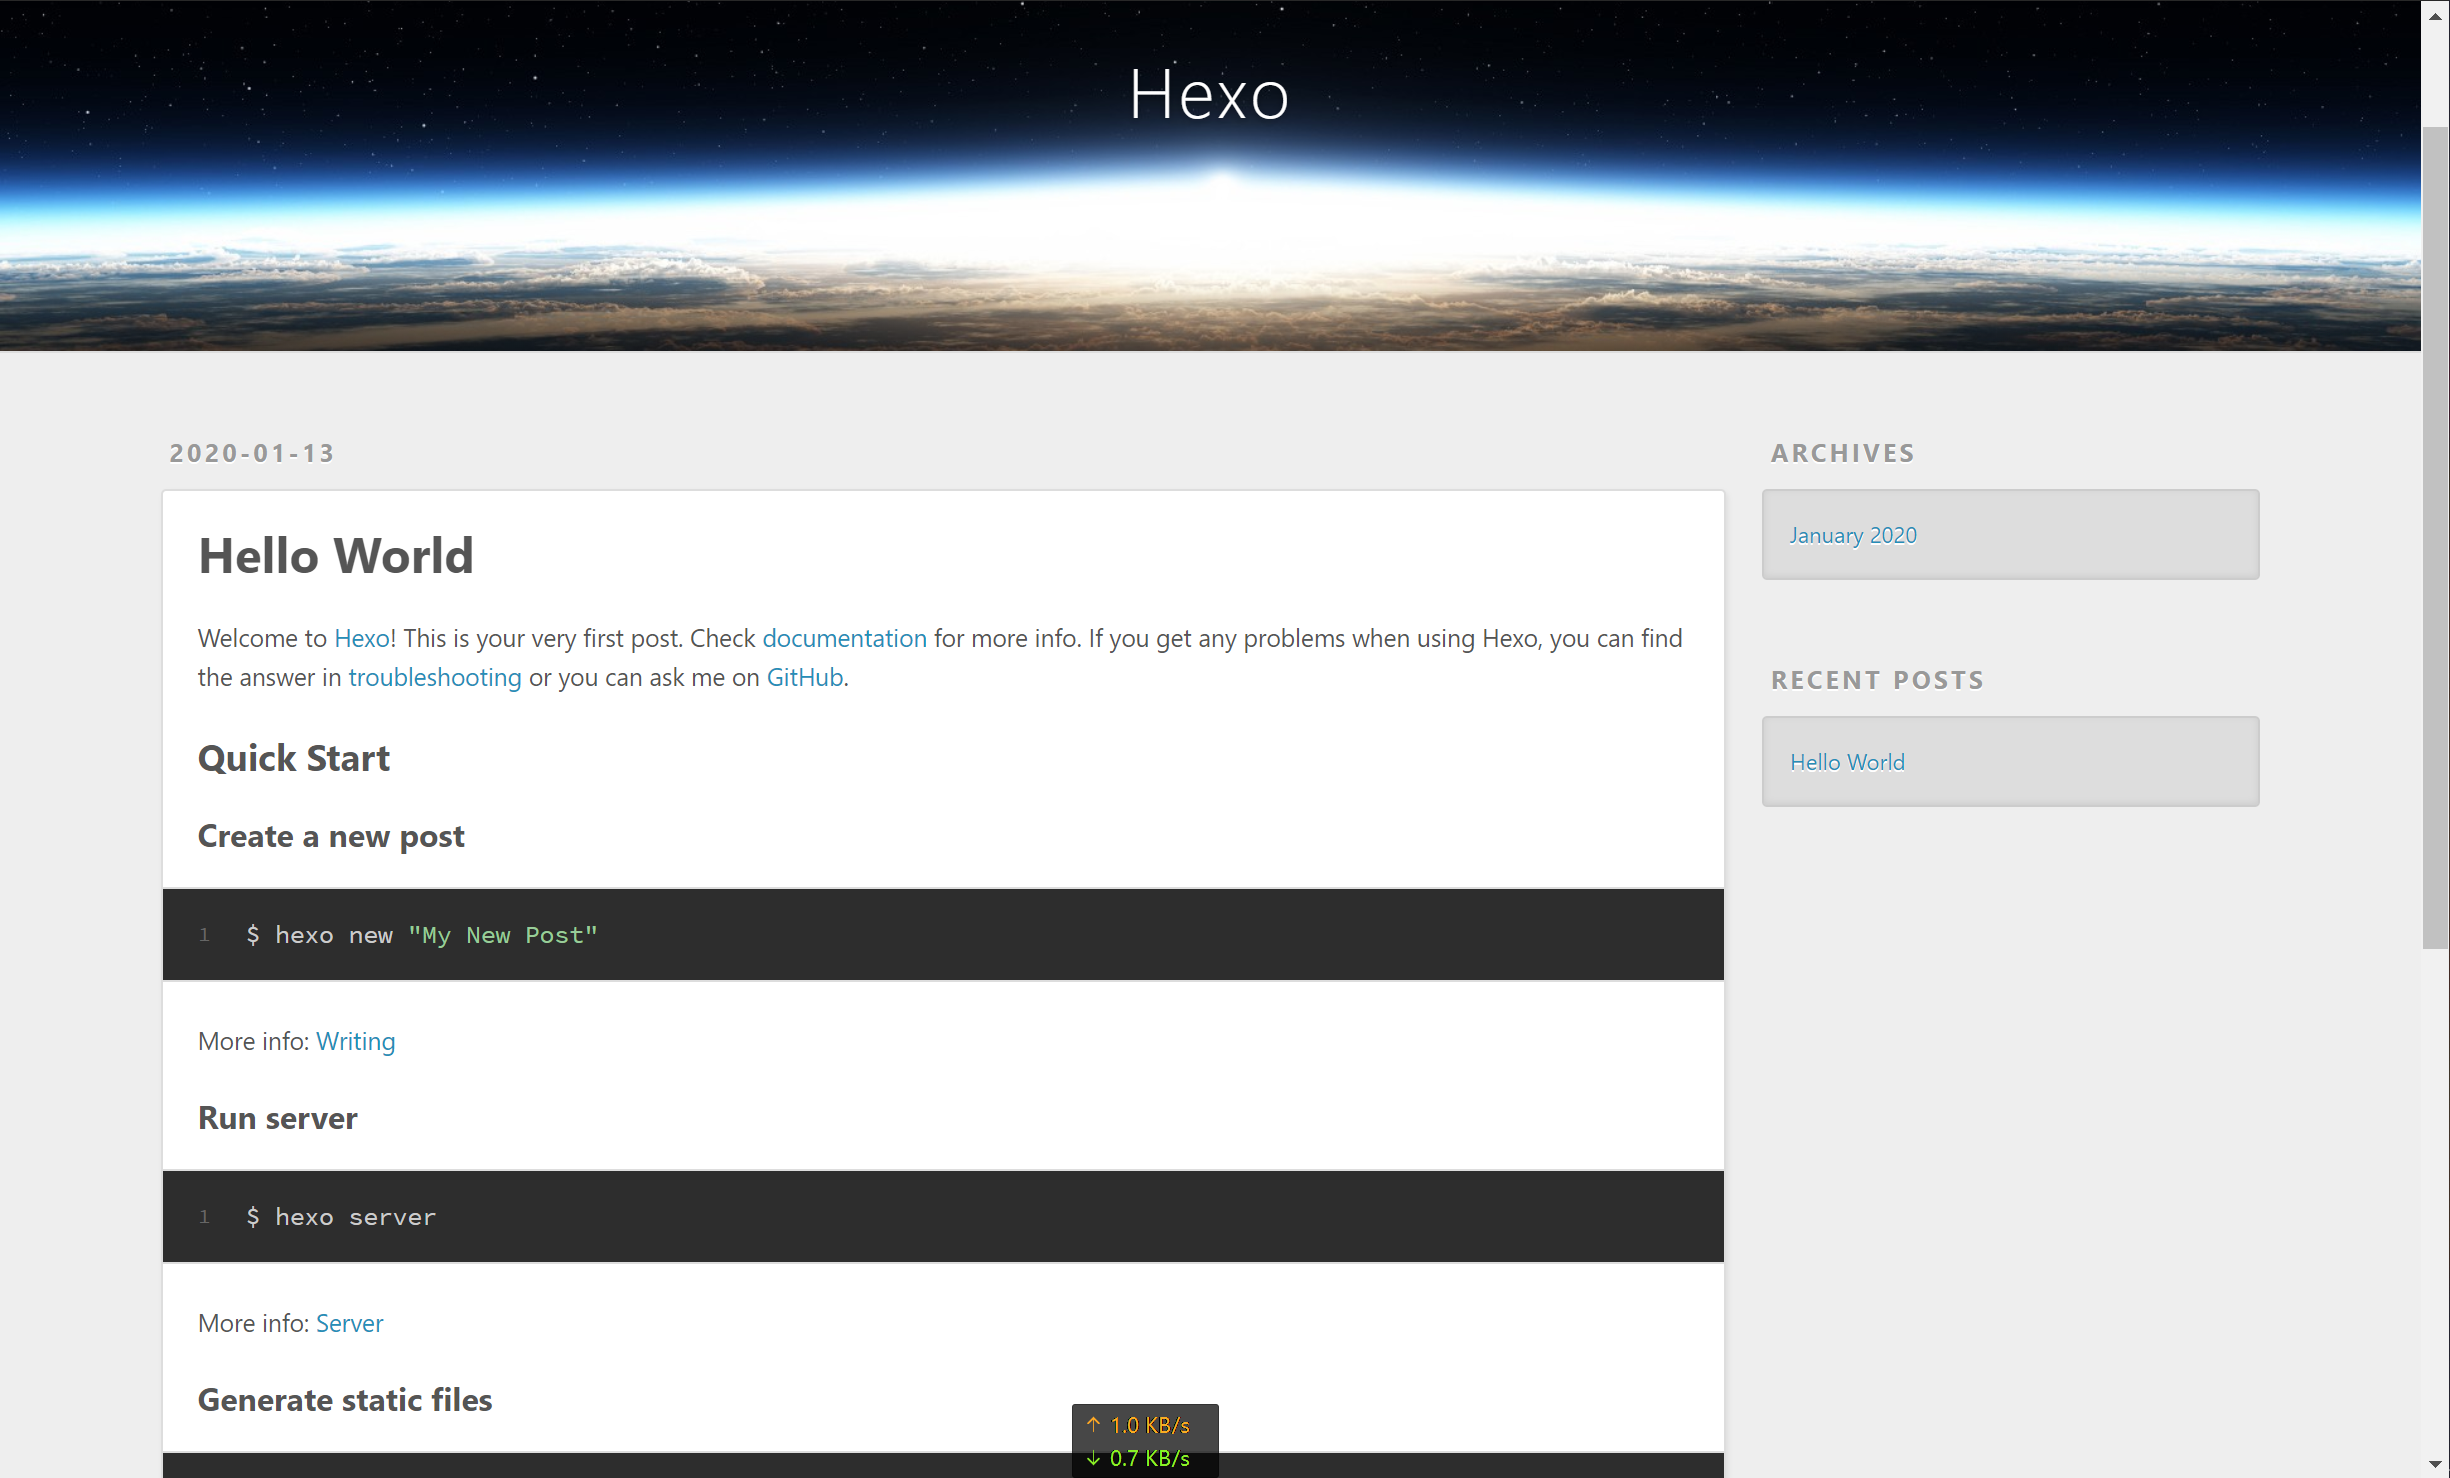 Hexo
2020-01-13
Hello World
Welcome to Hexo! This is your very first post. Check documentation for more info. If you get any problems when using Hexo, you can find
the answer in troubleshooting or you can ask me on GitHub.
Quick Start
Create a new post
1 $ hexo new "My New Post"
More info: Writing
Run server
1 $ hexo server
More info: Server
Generate static files
ARCHIVES
January 2020
RECENT POSTS
Hello World
↑ 1.0 KB/s
↓ 0.7 KB/s